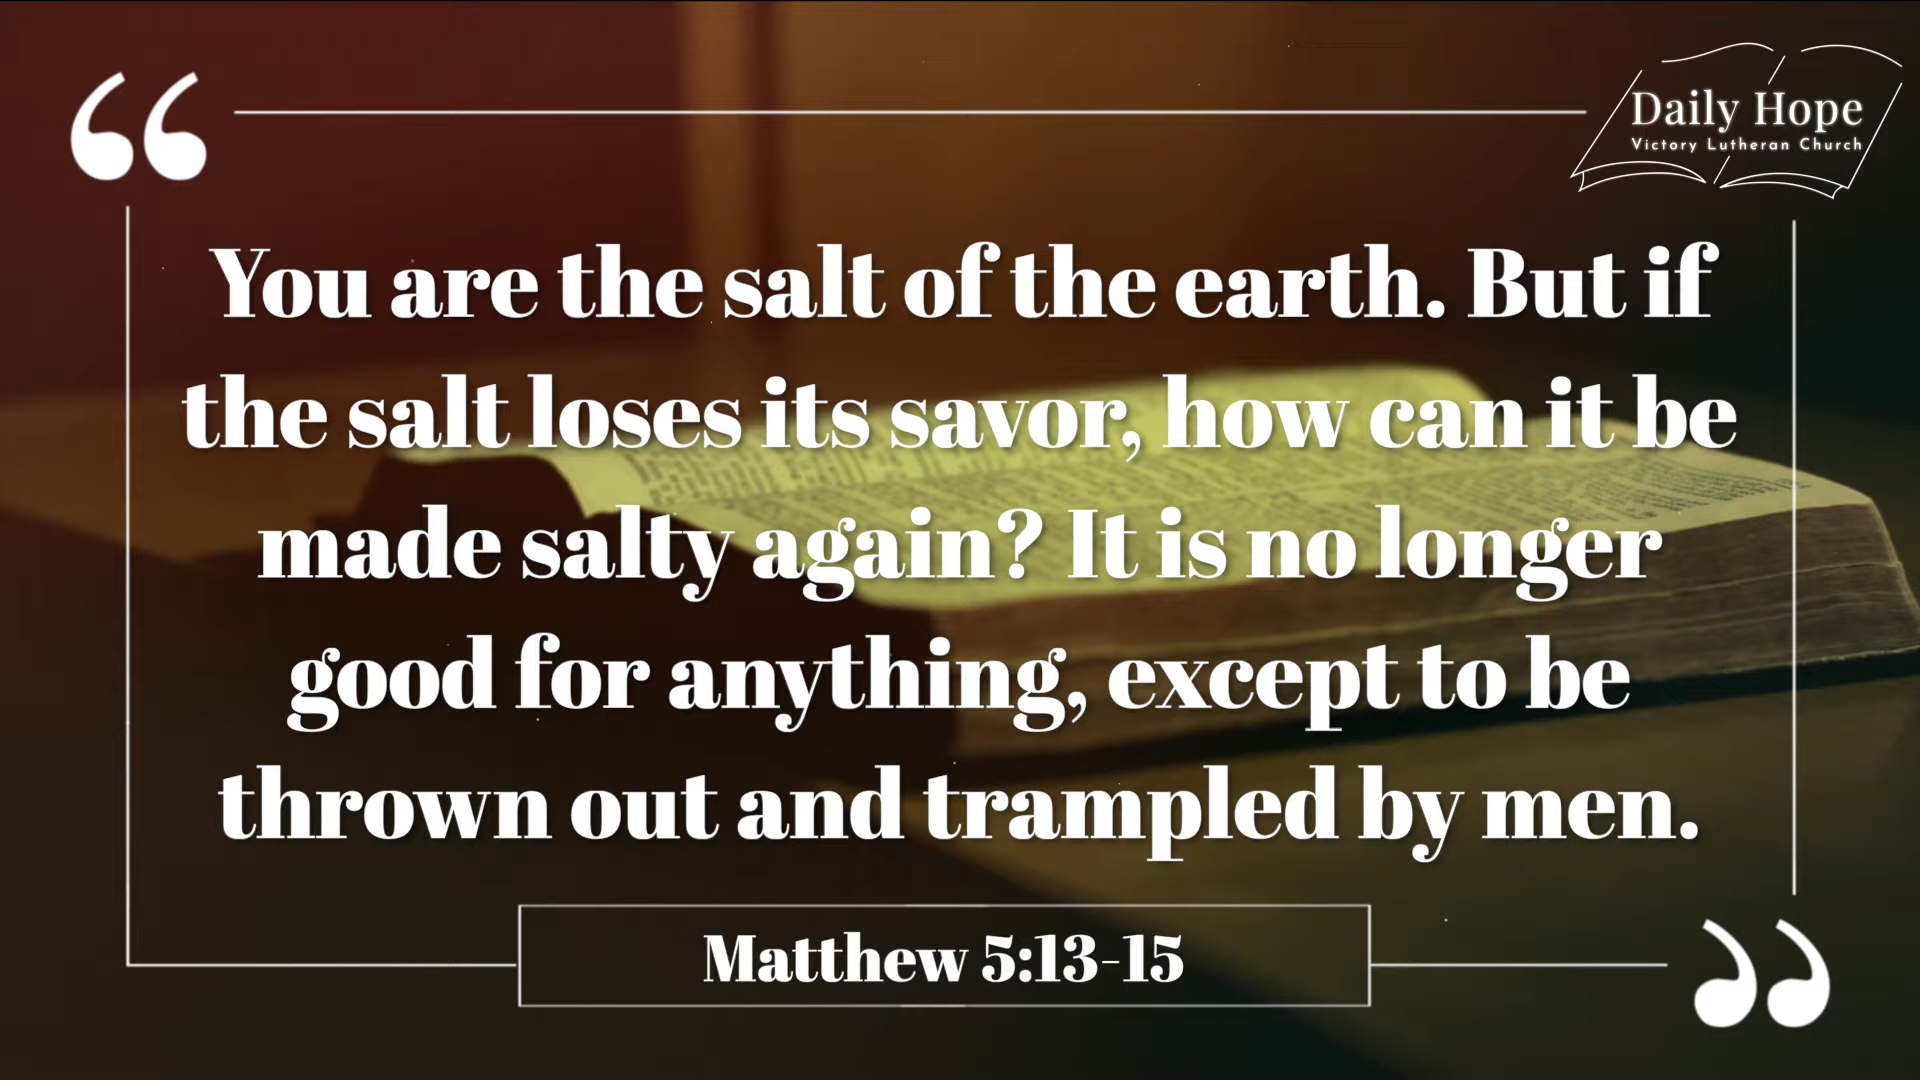 Daily Hope
Victory Lutheran Church
You are the salt of the earth. But if
the salt loses its savor, how can it be
made salty again? It is no longer
good for anything, except to be
thrown out and trampled by men.
Matthew 5:13-15